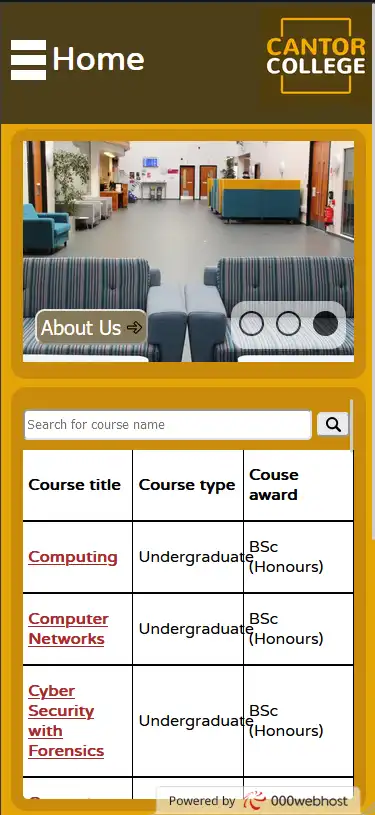 Home
CANTOR
COLLEGE
About Us
Search for course name
Course title
Course type
Couse
award
Computing
Undergraduate
BSc
(Honours)
Computer
Networks
Undergraduate
BSc
(Honours)
Cyber
Security
with
Forensics
Undergraduate
BSc
(Honours)
Powered by
000webhost